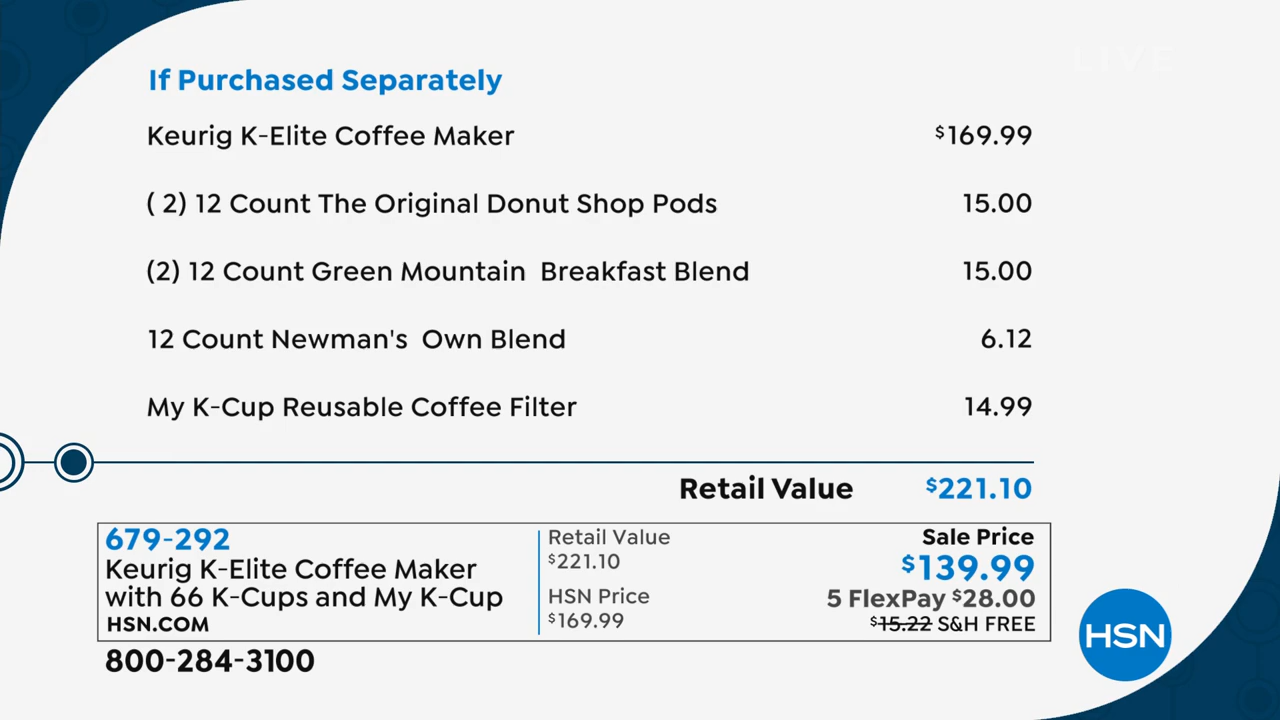 LIVE
If Purchased Separately
Keurig K-Elite Coffee Maker $169.99
( 2) 12 Count The Original Donut Shop Pods 15.00
(2) 12 Count Green Mountain  Breakfast Blend 15.00
12 Count Newman's  Own Blend 6.12
My K-Cup Reusable Coffee Filter 14.99
Retail Value $221.10
679-292
Keurig K-Elite Coffee Maker
with 66 K-Cups and My K-Cup
HSN.COM
Retail Value
$221.10
HSN Price
$169.99
Sale Price
$139.99
5 FlexPay $28.00
$15.22 S&H FREE
HSN
800-284-3100